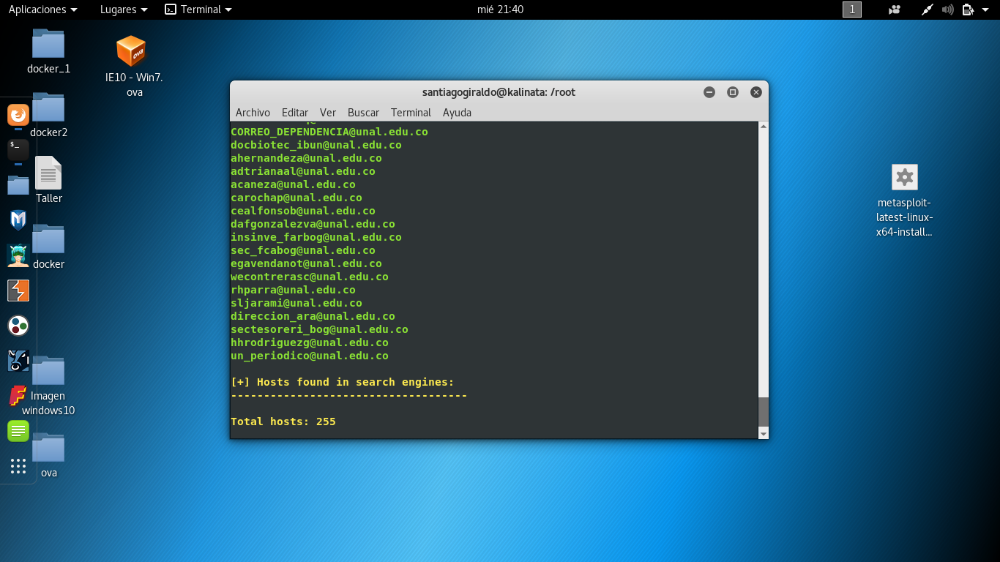 Aplicaciones Lugares Terminal mié 21:40 1
docker_1
IE10 - Win7.
ova
docker2
Taller
docker
Imagen
windows10
ova
santiagogiraldo@kalinata: /root
Archivo Editar Ver Buscar Terminal Ayuda
CORREO_DEPENDENCIA@unal.edu.co
docbiotec_ibun@unal.edu.co
ahernandeza@unal.edu.co
adtrianaal@unal.edu.co
acaneza@unal.edu.co
carochap@unal.edu.co
cealfonsob@unal.edu.co
dafgonzalezva@unal.edu.co
insinve_farbog@unal.edu.co
sec_fcabog@unal.edu.co
egavendanot@unal.edu.co
wecontrerasc@unal.edu.co
rhparra@unal.edu.co
sljarami@unal.edu.co
direccion_ara@unal.edu.co
sectesoreri_bog@unal.edu.co
hhrodriguezg@unal.edu.co
un_periodico@unal.edu.co
[+] Hosts found in search engines:
------------------------------------
Total hosts: 255
metasploit-
latest-linux-
x64-install...